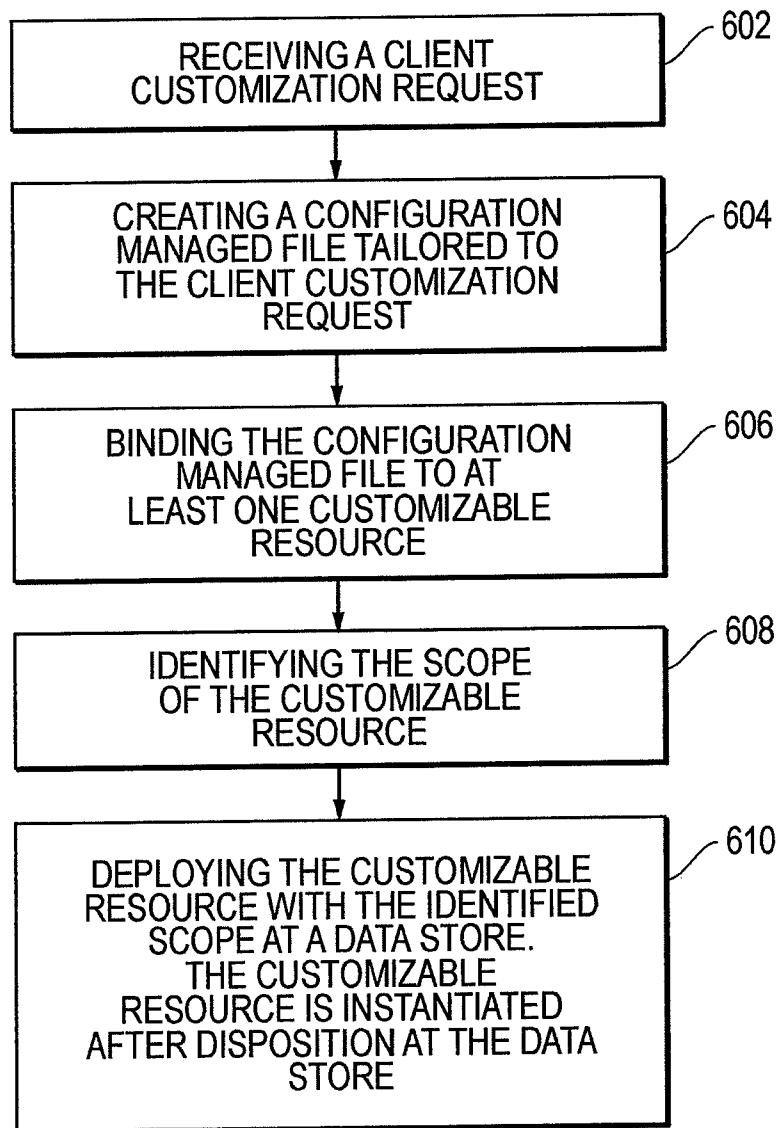 RECEIVING A CLIENT
CUSTOMIZATION REQUEST
602
CREATING A CONFIGURATION
MANAGED FILE TAILORED TO
THE CLIENT CUSTOMIZATION
REQUEST
604
BINDING THE CONFIGURATION
MANAGED FILE TO AT
LEAST ONE CUSTOMIZABLE
RESOURCE
606
IDENTIFYING THE SCOPE
OF THE CUSTOMIZABLE
RESOURCE
608
DEPLOYING THE CUSTOMIZABLE
RESOURCE WITH THE IDENTIFIED
SCOPE AT A DATA STORE.
THE CUSTOMIZABLE
RESOURCE IS INSTANTIATED
AFTER DISPOSITION AT THE DATA
STORE
610